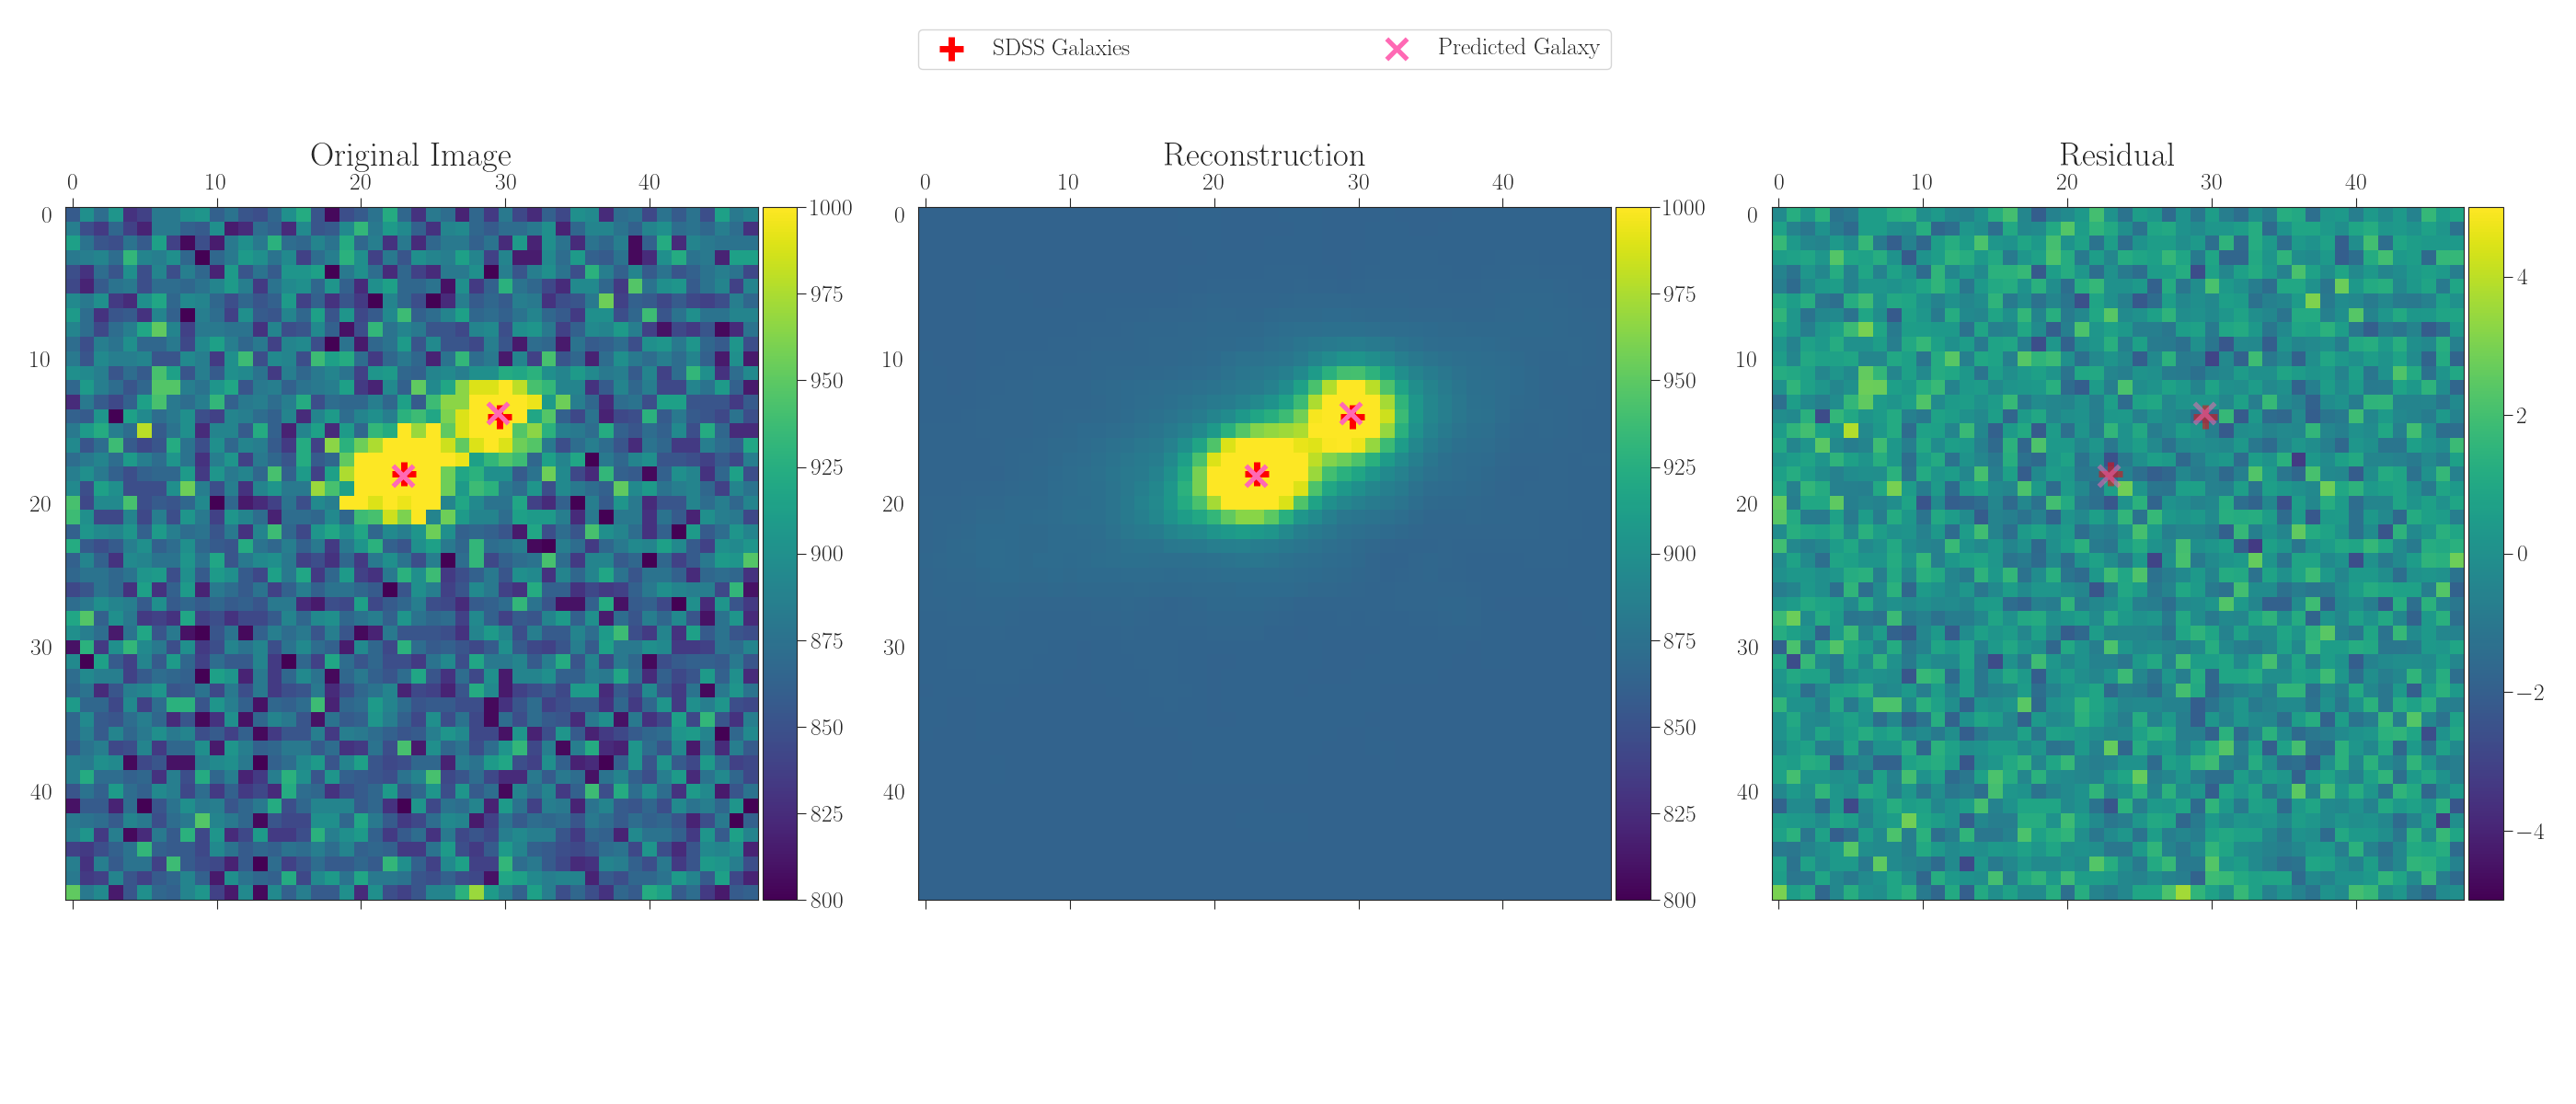 SDSS Galaxies Predicted Galaxy
Original Image Reconstruction Residual
0 10 20 30 40 0 10 20 30 40 0 10 20 30 40
0 1000 0 1000 0
975 975 4
10 950 10 950 10
2
925 925
20 900 20 900 20 0
875 875
30 850 30 850 30 −2
40 825 40 825 40 −4
800 800